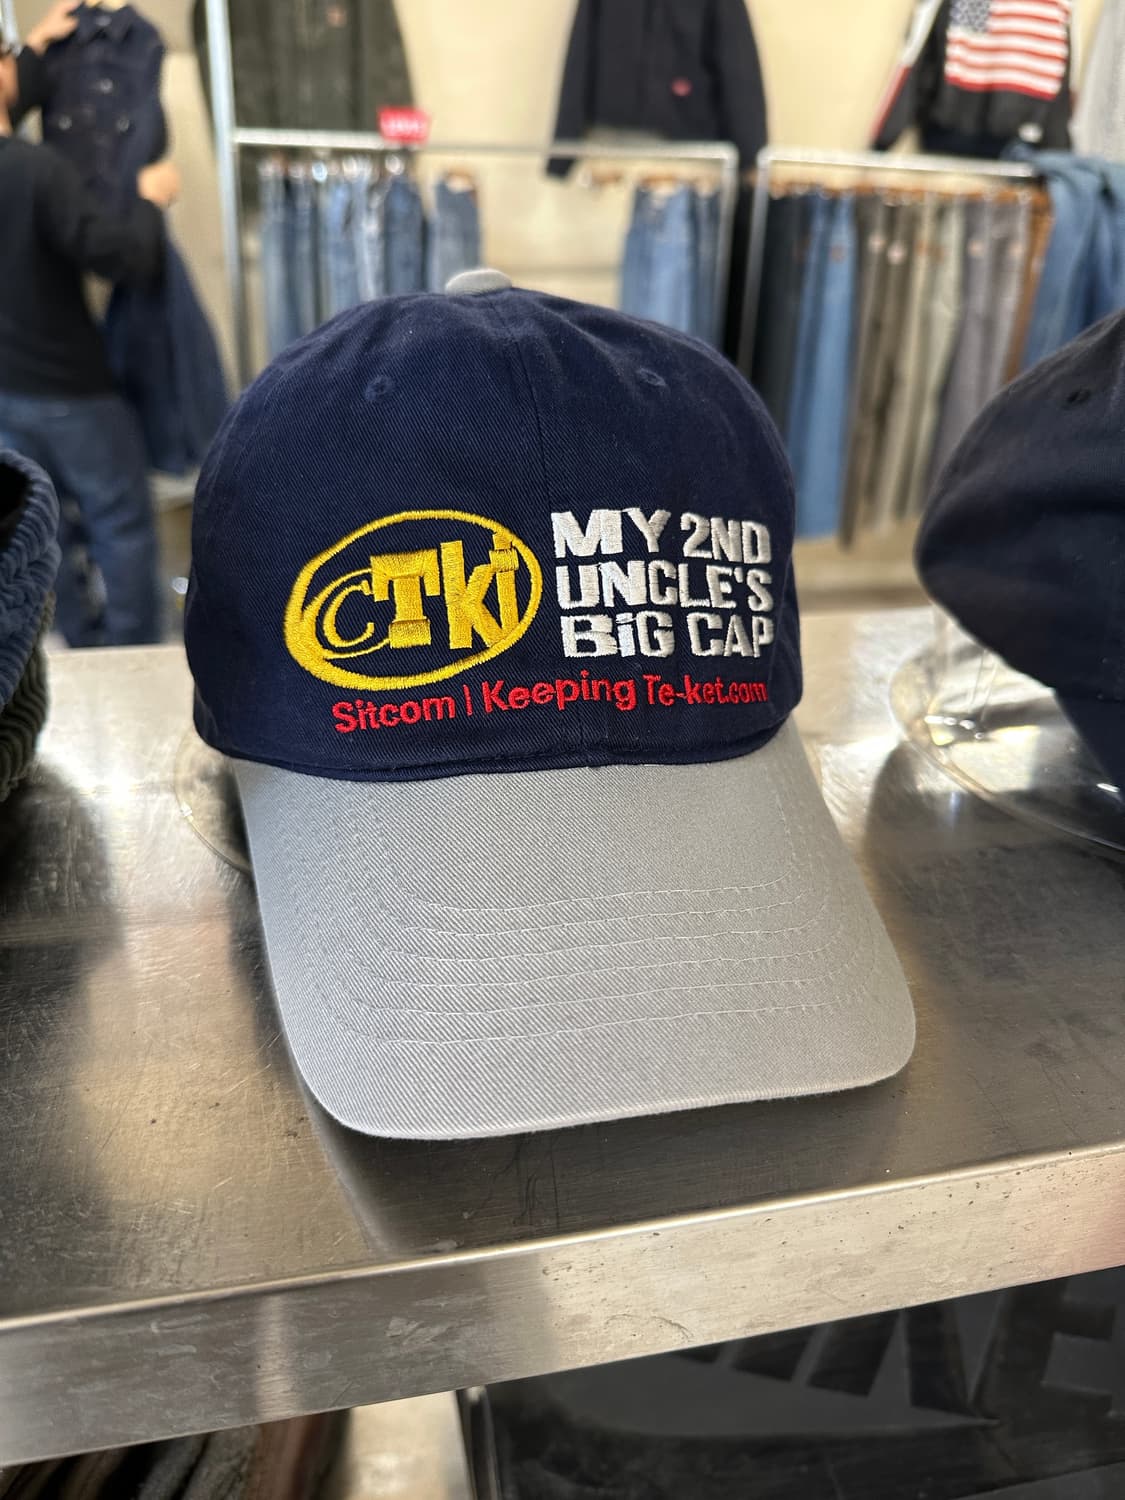 CTKi
MY 2ND
UNCLE'S
BiG CAP
Sitcom | Keeping Te-ket.com